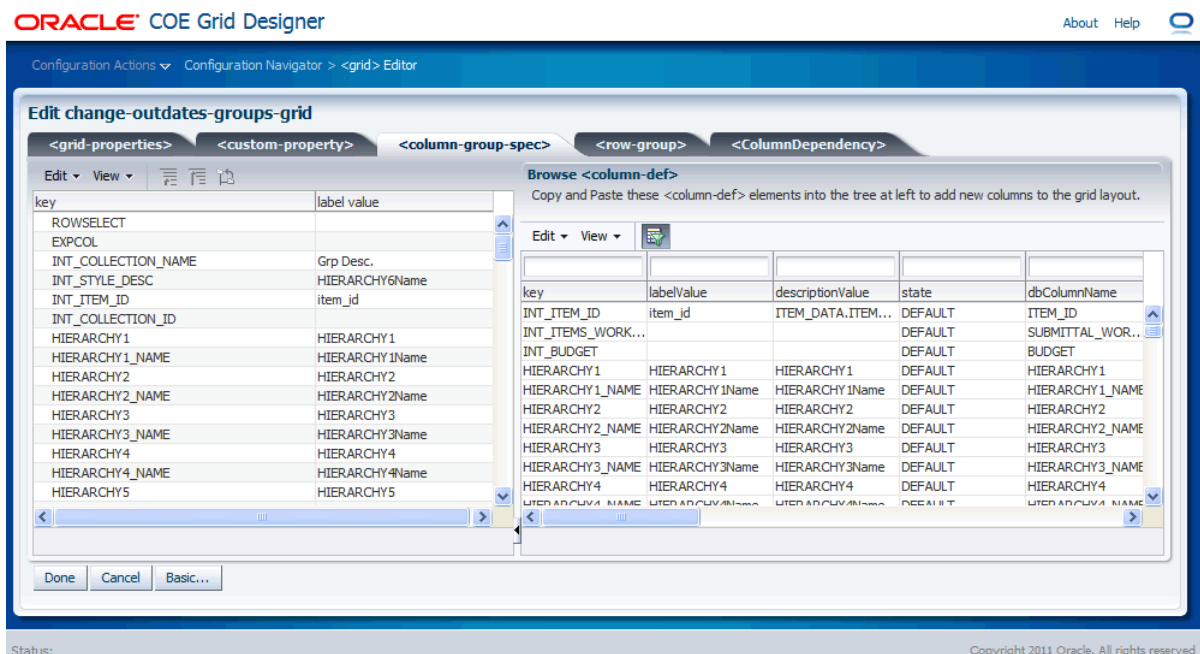 ORACLE COE Grid Designer
About Help
Configuration Actions Configuration Navigator > <grid> Editor
Edit change-outdates-groups-grid
<grid-properties> <custom-property> <column-group-spec> <row-group> <ColumnDependency>
Edit View
key label value
ROWSELECT
EXPCOL
INT_COLLECTION_NAME Grp Desc.
INT_STYLE_DESC HIERARCHY6Name
INT_ITEM_ID item_id
INT_COLLECTION_ID
HIERARCHY1 HIERARCHY1
HIERARCHY1_NAME HIERARCHY1Name
HIERARCHY2 HIERARCHY2
HIERARCHY2_NAME HIERARCHY2Name
HIERARCHY3 HIERARCHY3
HIERARCHY3_NAME HIERARCHY3Name
HIERARCHY4 HIERARCHY4
HIERARCHY4_NAME HIERARCHY4Name
HIERARCHY5 HIERARCHY5
Browse <column-def>
Copy and Paste these <column-def> elements into the tree at left to add new columns to the grid layout.
Edit View
key labelValue descriptionValue state dbColumnName
INT_ITEM_ID item_id ITEM_DATA.ITEM... DEFAULT ITEM_ID
INT_ITEMS_WORK... DEFAULT SUBMITTAL_WOR...
INT_BUDGET DEFAULT BUDGET
HIERARCHY1 HIERARCHY1 HIERARCHY1 DEFAULT HIERARCHY1
HIERARCHY1_NAME HIERARCHY1Name HIERARCHY1Name DEFAULT HIERARCHY1_NAME
HIERARCHY2 HIERARCHY2 HIERARCHY2 DEFAULT HIERARCHY2
HIERARCHY2_NAME HIERARCHY2Name HIERARCHY2Name DEFAULT HIERARCHY2_NAME
HIERARCHY3 HIERARCHY3 HIERARCHY3 DEFAULT HIERARCHY3
HIERARCHY3_NAME HIERARCHY3Name HIERARCHY3Name DEFAULT HIERARCHY3_NAME
HIERARCHY4 HIERARCHY4 HIERARCHY4 DEFAULT HIERARCHY4
HIERARCHY4_NAME HIERARCHY4Name HIERARCHY4Name DEFAULT HIERARCHY4_NAME
Done Cancel Basic...
Status:
Copyright 2011 Oracle. All rights reserved